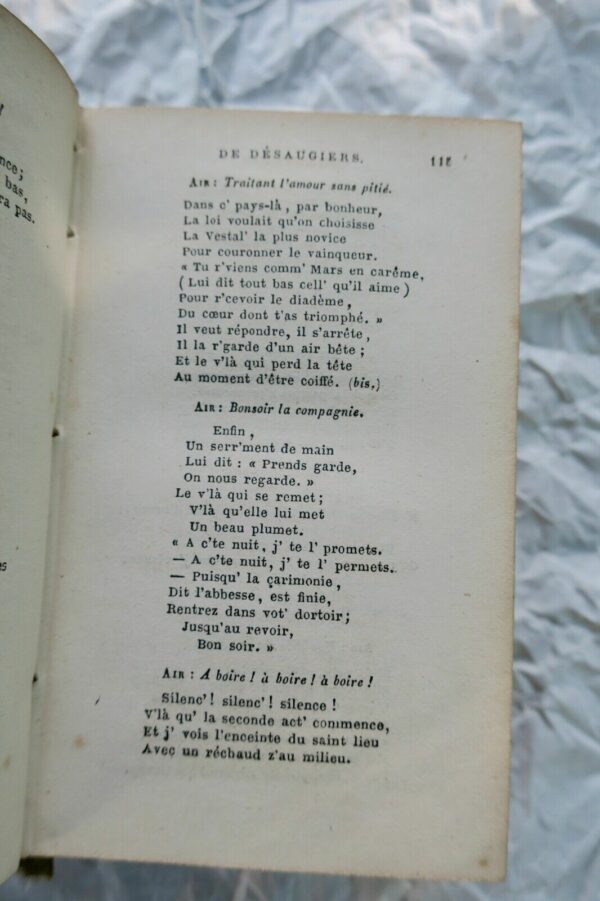 !
nce;
bas,
ra pas.
es
DE DÉSAUGIERS.
AIR : Traitant l'amour sans pitié.
Dans c' pays-là, par bonheur,
La loi voulait qu'on choisisse
La Vestal' la plus novice
Pour couronner le vainqueur.
« Tu r'viens comm' Mars en carême,
( Lui dit tout bas cell' qu'il aime )
Pour r'cevoir le diadème,
Du cœur dont t'as triomphé. »
Il veut répondre, il s'arrête,
Il la r'garde d'un air bête ;
Et le v'là qui perd la tête
Au moment d'être coiffé. (bis.)
AIR : Bonsoir la compagnie.
Enfin,
Un serr'ment de main
Lui dit : « Prends garde,
On nous regarde. »
Le v'là qui se remet ;
V'là qu'elle lui met
Un beau plumet.
« A c'te nuit, j' te l' promets.
— A c'te nuit, j' te l' permets.
— Puisqu' la çarimonie,
Dit l'abbesse, est finie,
Rentrez dans vot' dortoir ;
Jusqu'au revoir,
Bon soir. »
AIR : A boire ! à boire ! à boire !
Silenc' ! silenc' ! silence !
V'là qu' la seconde act' commence,
Et j' vois l'enceinte du saint lieu
Avec un réchaud z'au milieu.